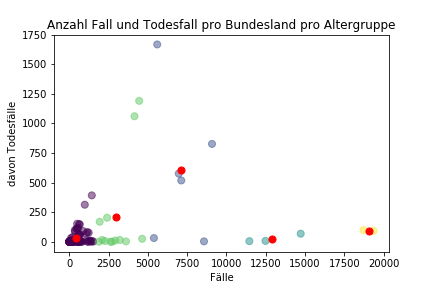 Anzahl Fall und Todesfall pro Bundesland pro Altergruppe
1750
1500
1250
1000
750
500
250
0
davon Todesfälle
0 2500 5000 7500 10000 12500 15000 17500 20000
Fälle